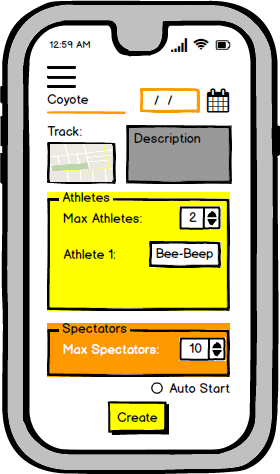 12:59 AM
Coyote
/ /
Track:
Description
Athletes
Max Athletes: 2
Athlete 1: Bee-Beep
Spectators
Max Spectators: 10
Auto Start
Create